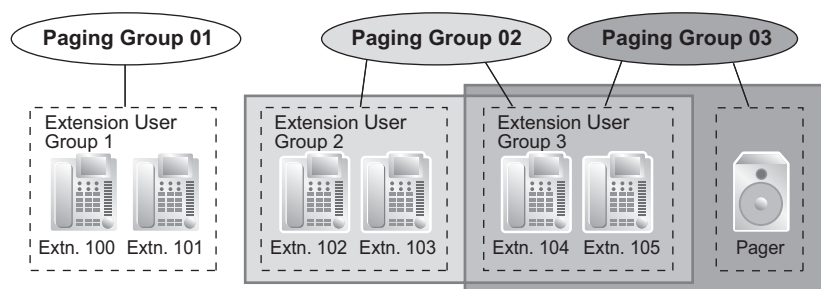 Paging Group 01
Paging Group 02
Paging Group 03
Extension User
Group 1
Extension User
Group 2
Extension User
Group 3
Extn. 100
Extn. 101
Extn. 102
Extn. 103
Extn. 104
Extn. 105
Pager